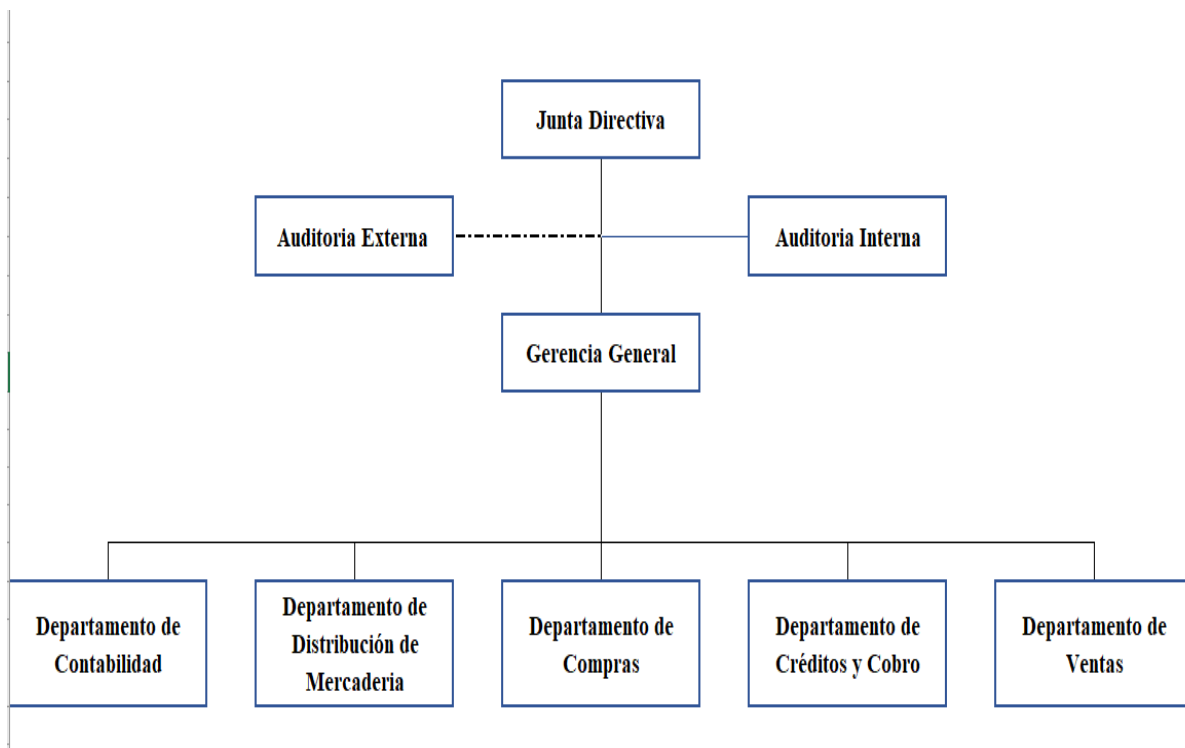 Junta Directiva
Auditoria Externa
Auditoria Interna
Gerencia General
Departamento de
Contabilidad
Departamento de
Distribución de
Mercaderia
Departamento de
Compras
Departamento de
Créditos y Cobro
Departamento de
Ventas